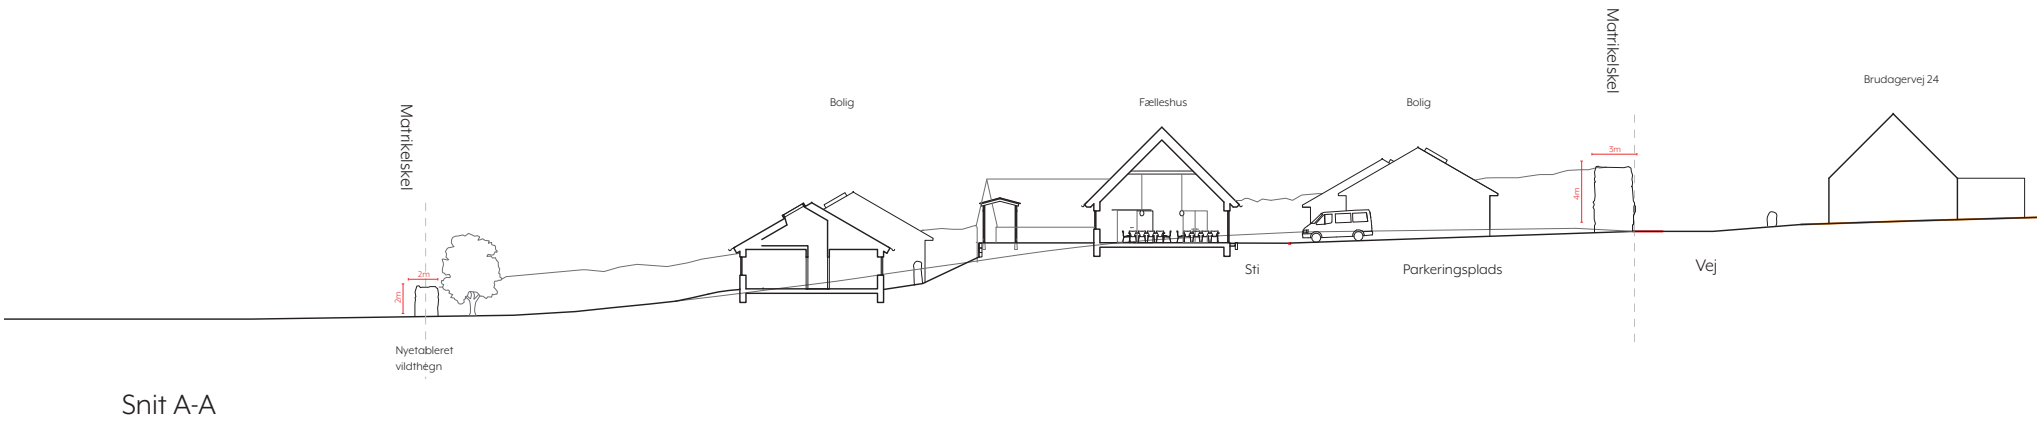 Matrikelskel
Matrikelskel
Bolig
Fælleshus
Bolig
Brudagervej 24
3m
4m
2m
2m
Sti
Parkeringsplads
Vej
Nyetableret
vildthegn
Snit A-A